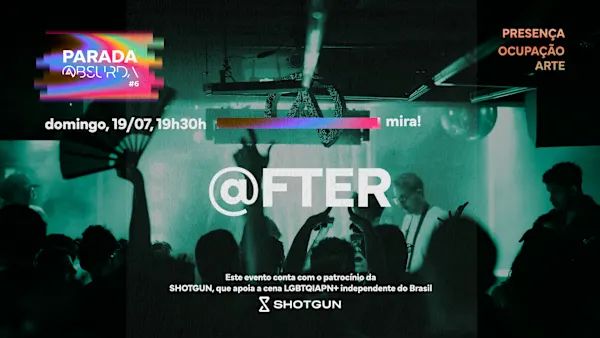 PARADA
@BSURDA
#6
PRESENÇA
OCUPAÇÃO
ARTE
domingo, 19/07, 19h30h
mira!
@FTER
Este evento conta com o patrocínio da
SHOTGUN, que apoia a cena LGBTQIAPN+ independente do Brasil
SHOTGUN